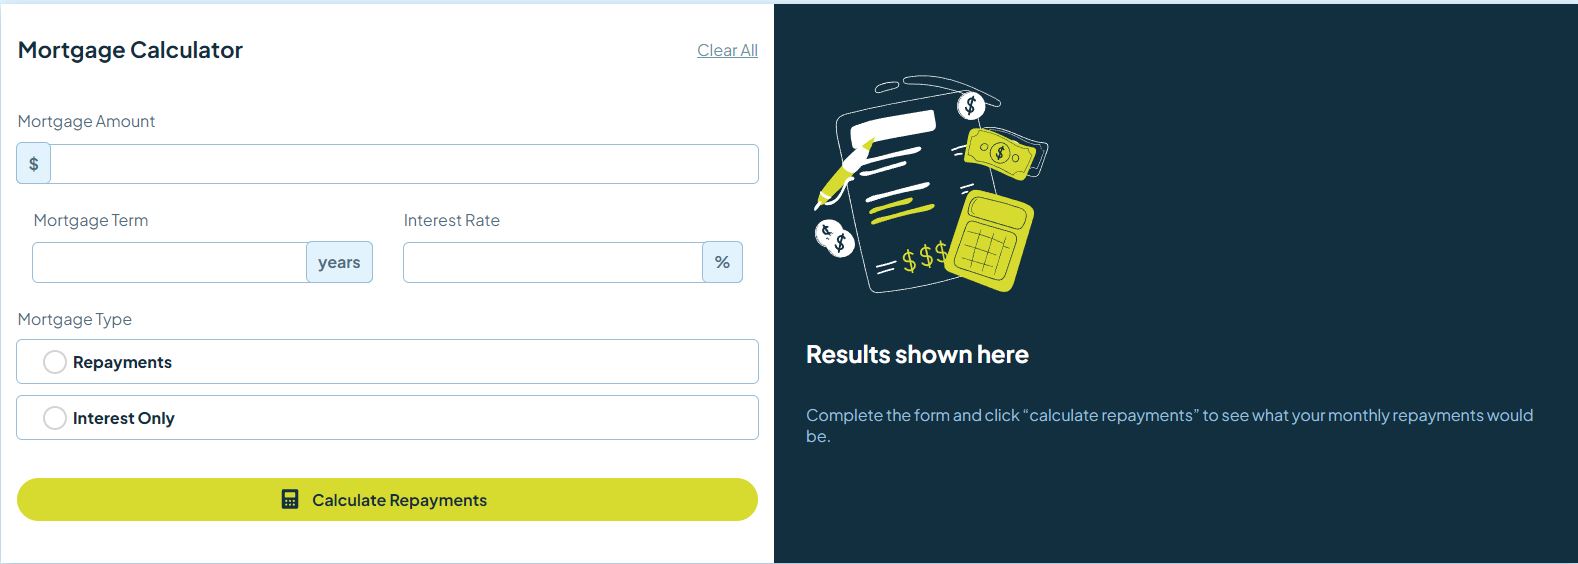 Mortgage Calculator
Clear All
Mortgage Amount
$
Mortgage Term
Interest Rate
years
%
Mortgage Type
Repayments
Interest Only
Calculate Repayments
$
$
$
$
$$$
Results shown here
Complete the form and click “calculate repayments” to see what your monthly repayments would
be.